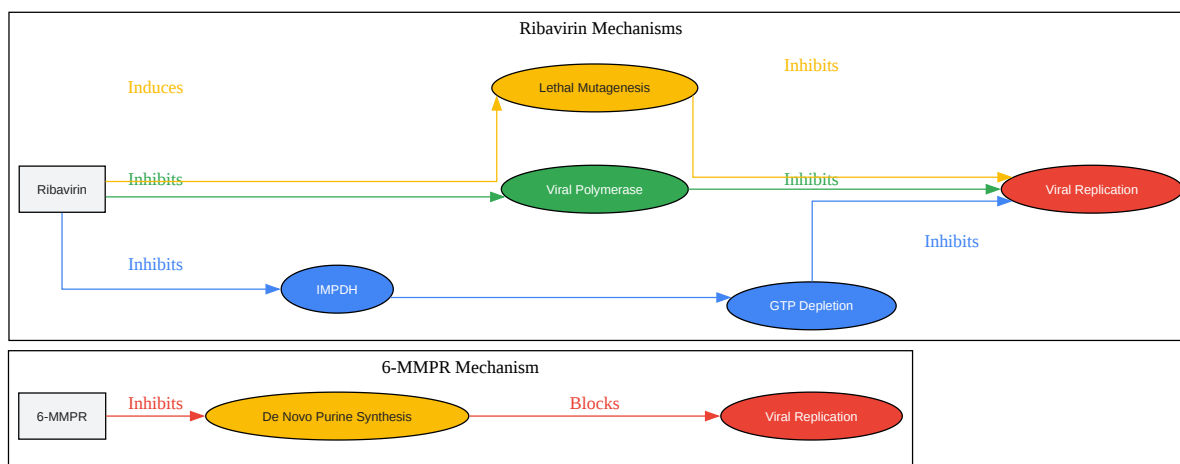 Ribavirin Mechanisms
Inhibits
Induces
Lethal Mutagenesis
Ribavirin
Inhibits
Viral Polymerase
Inhibits
Viral Replication
Inhibits
Inhibits
IMPDH
GTP Depletion
6-MMPR Mechanism
6-MMPR
Inhibits
De Novo Purine Synthesis
Blocks
Viral Replication